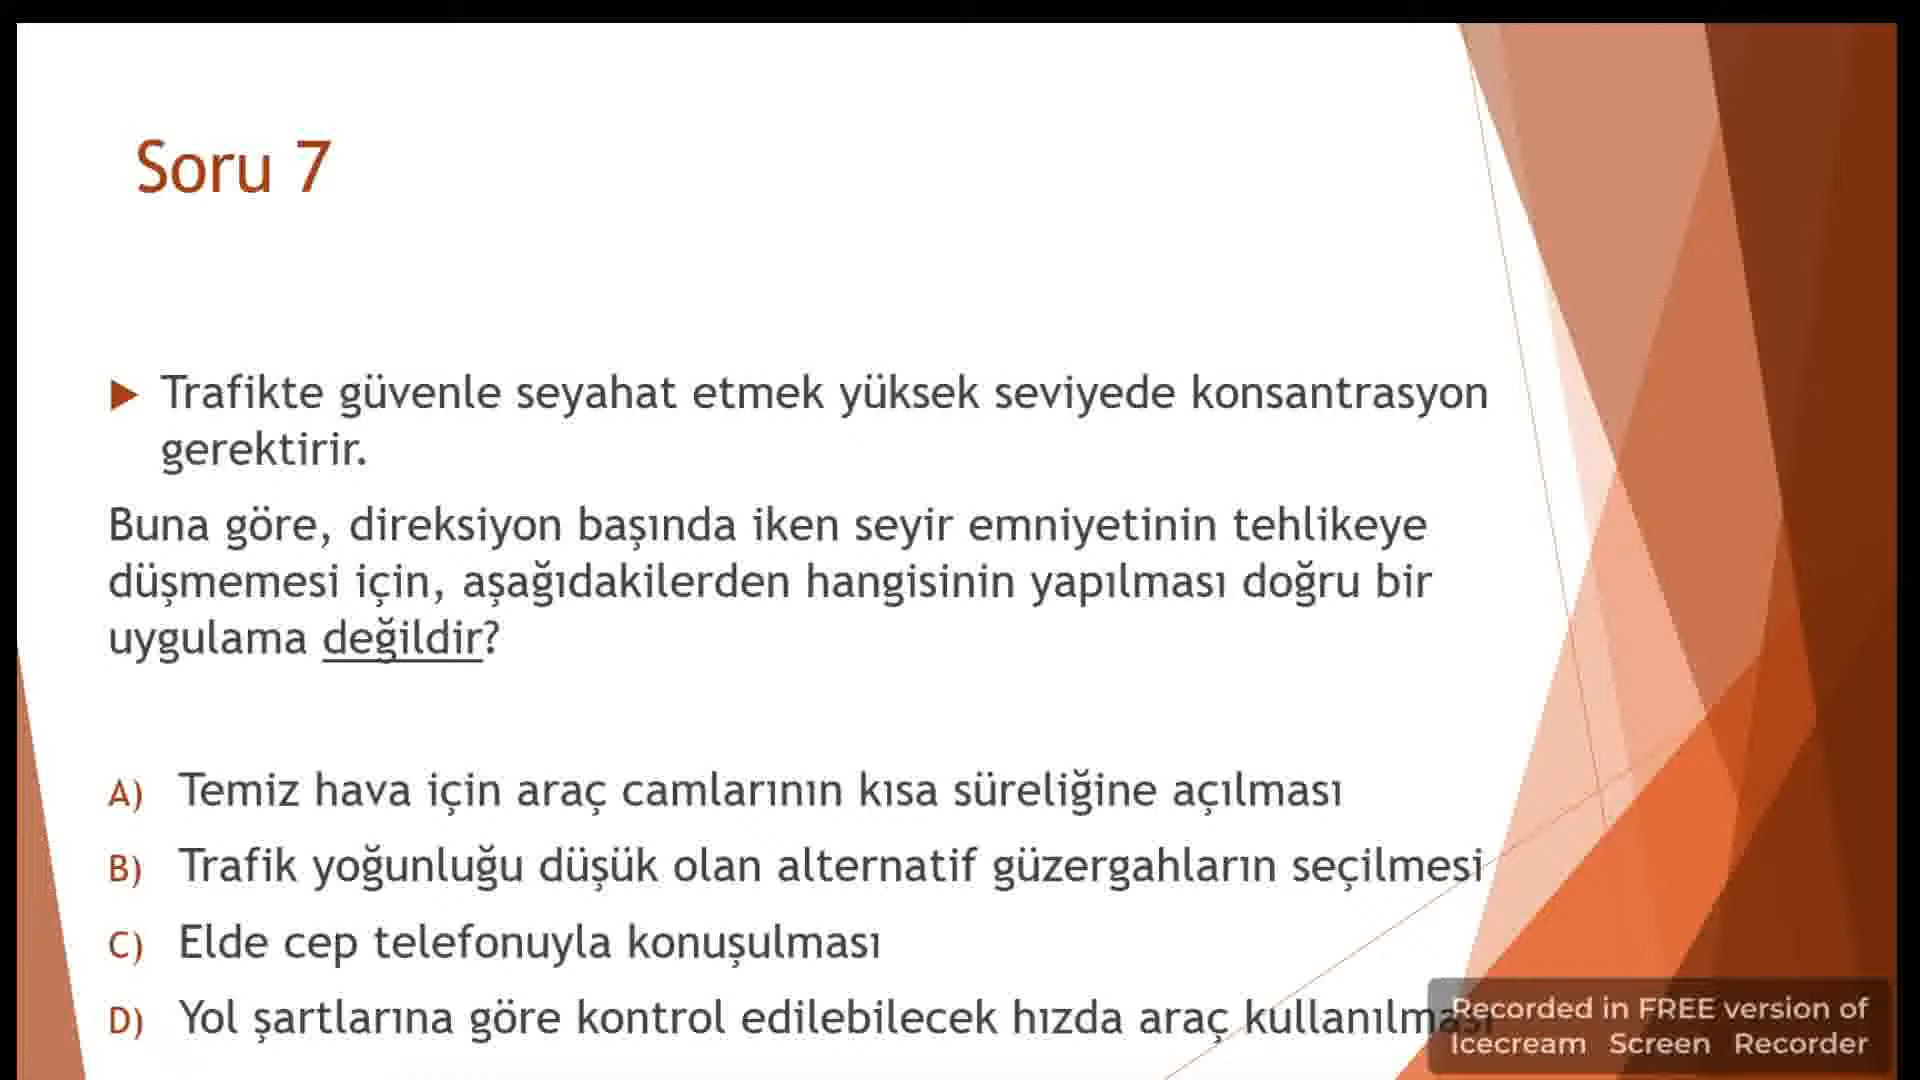 Soru 7
Trafikte güvenle seyahat etmek yüksek seviyede konsantrasyon
gerektirir.
Buna göre, direksiyon başında iken seyir emniyetinin tehlikeye
düşmemesi için, aşağıdakilerden hangisinin yapılması doğru bir
uygulama değildir?
A) Temiz hava için araç camlarının kısa süreliğine açılması
B) Trafik yoğunluğu düşük olan alternatif güzergahların seçilmesi
C) Elde cep telefonuyla konuşulması
D) Yol şartlarına göre kontrol edilebilecek hızda araç kullanılması
Recorded in FREE version of
Icecream Screen Recorder